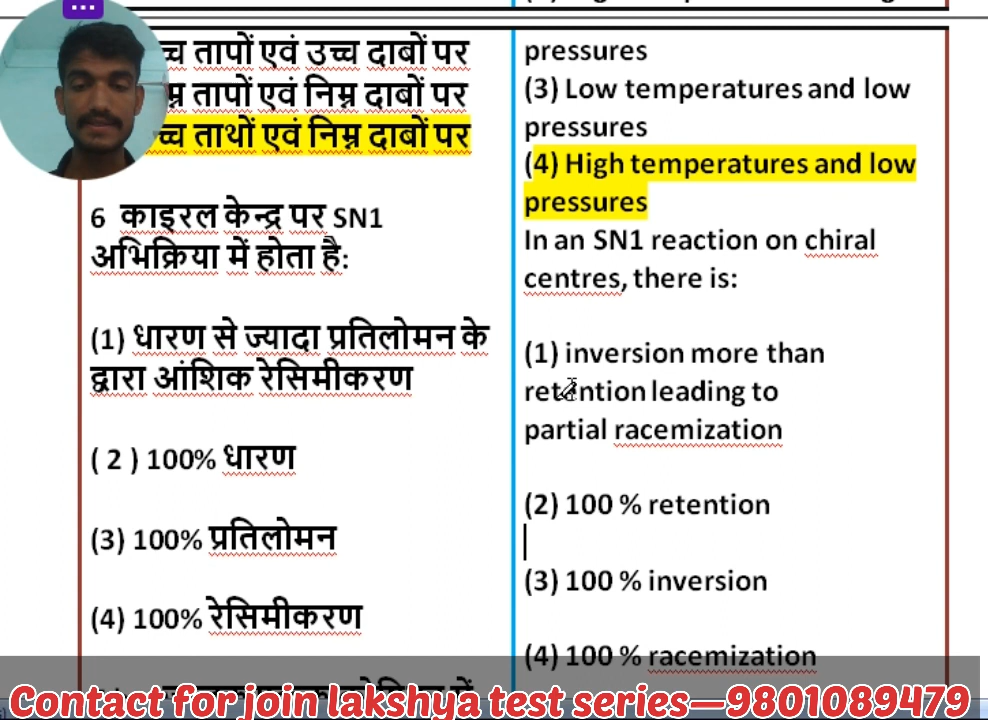 च्च तापों एवं उच्च दाबों पर
म्न तापों एवं निम्न दाबों पर
च्च ताथों एवं निम्न दाबों पर
6 काइरल केन्द्र पर SN1
अभिक्रिया में होता है:
(1) धारण से ज्यादा प्रतिलोमन के
द्वारा आंशिक रेसिमीकरण
( 2 ) 100% धारण
(3) 100% प्रतिलोमन
(4) 100% रेसिमीकरण
pressures
(3) Low temperatures and low
pressures
(4) High temperatures and low
pressures
In an SN1 reaction on chiral
centres, there is:
(1) inversion more than
retention leading to
partial racemization
(2) 100 % retention
(3) 100 % inversion
(4) 100 % racemization
Contact for join lakshya test series—9801089479